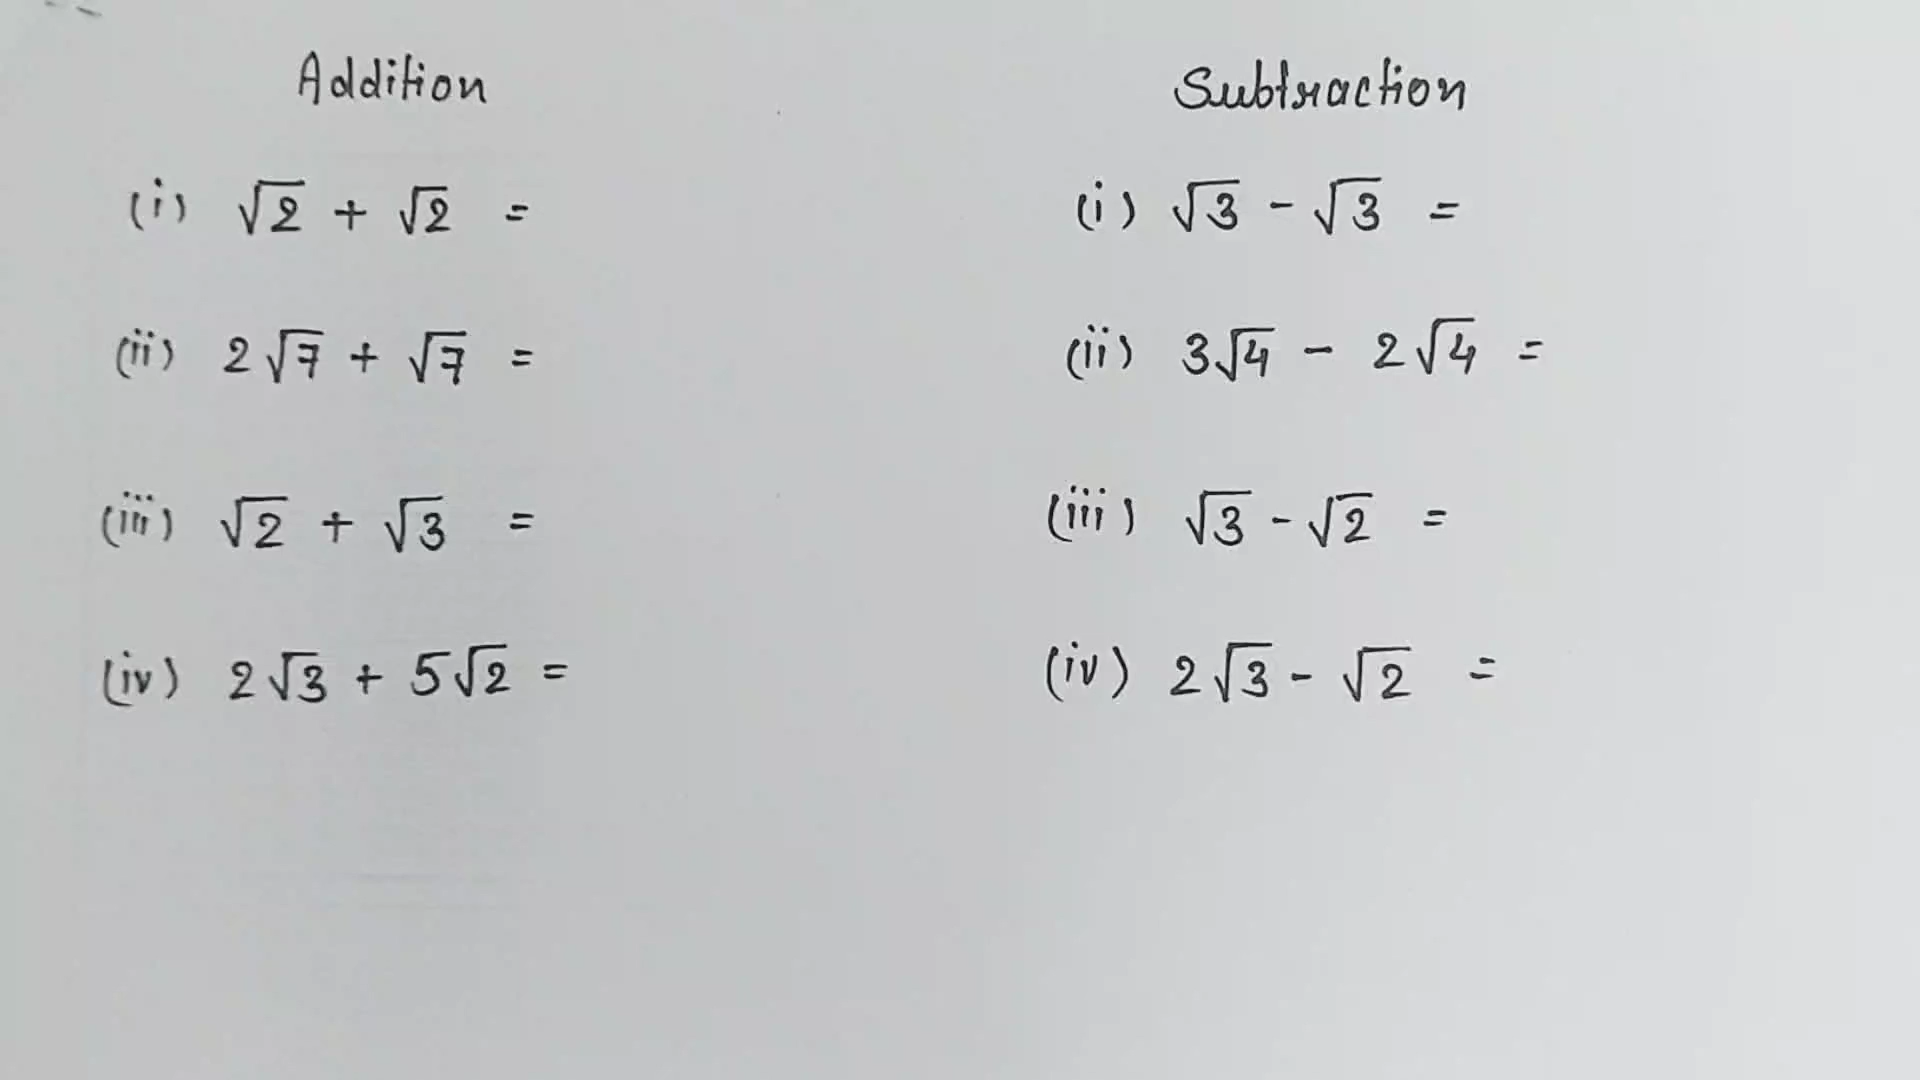 Addition
(i) √2 + √2 =
(ii) 2√7 + √7 =
(iii) √2 + √3 =
(iv) 2√3 + 5√2 =
Subtraction
(i) √3 - √3 =
(ii) 3√4 - 2√4 =
(iii) √3 - √2 =
(iv) 2√3 - √2 =